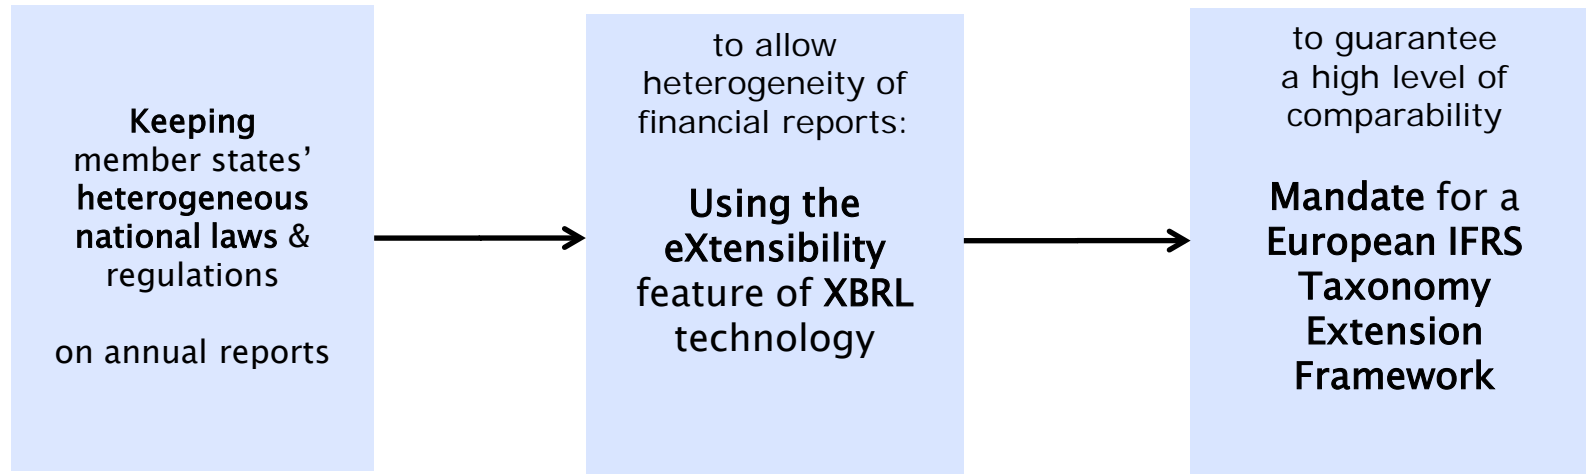 Keeping
member states’
heterogeneous
national laws &
regulations
on annual reports
to allow
heterogeneity of
financial reports:
Using the
eXtensibility
feature of XBRL
technology
to guarantee
a high level of
comparability
Mandate for a
European IFRS
Taxonomy
Extension
Framework